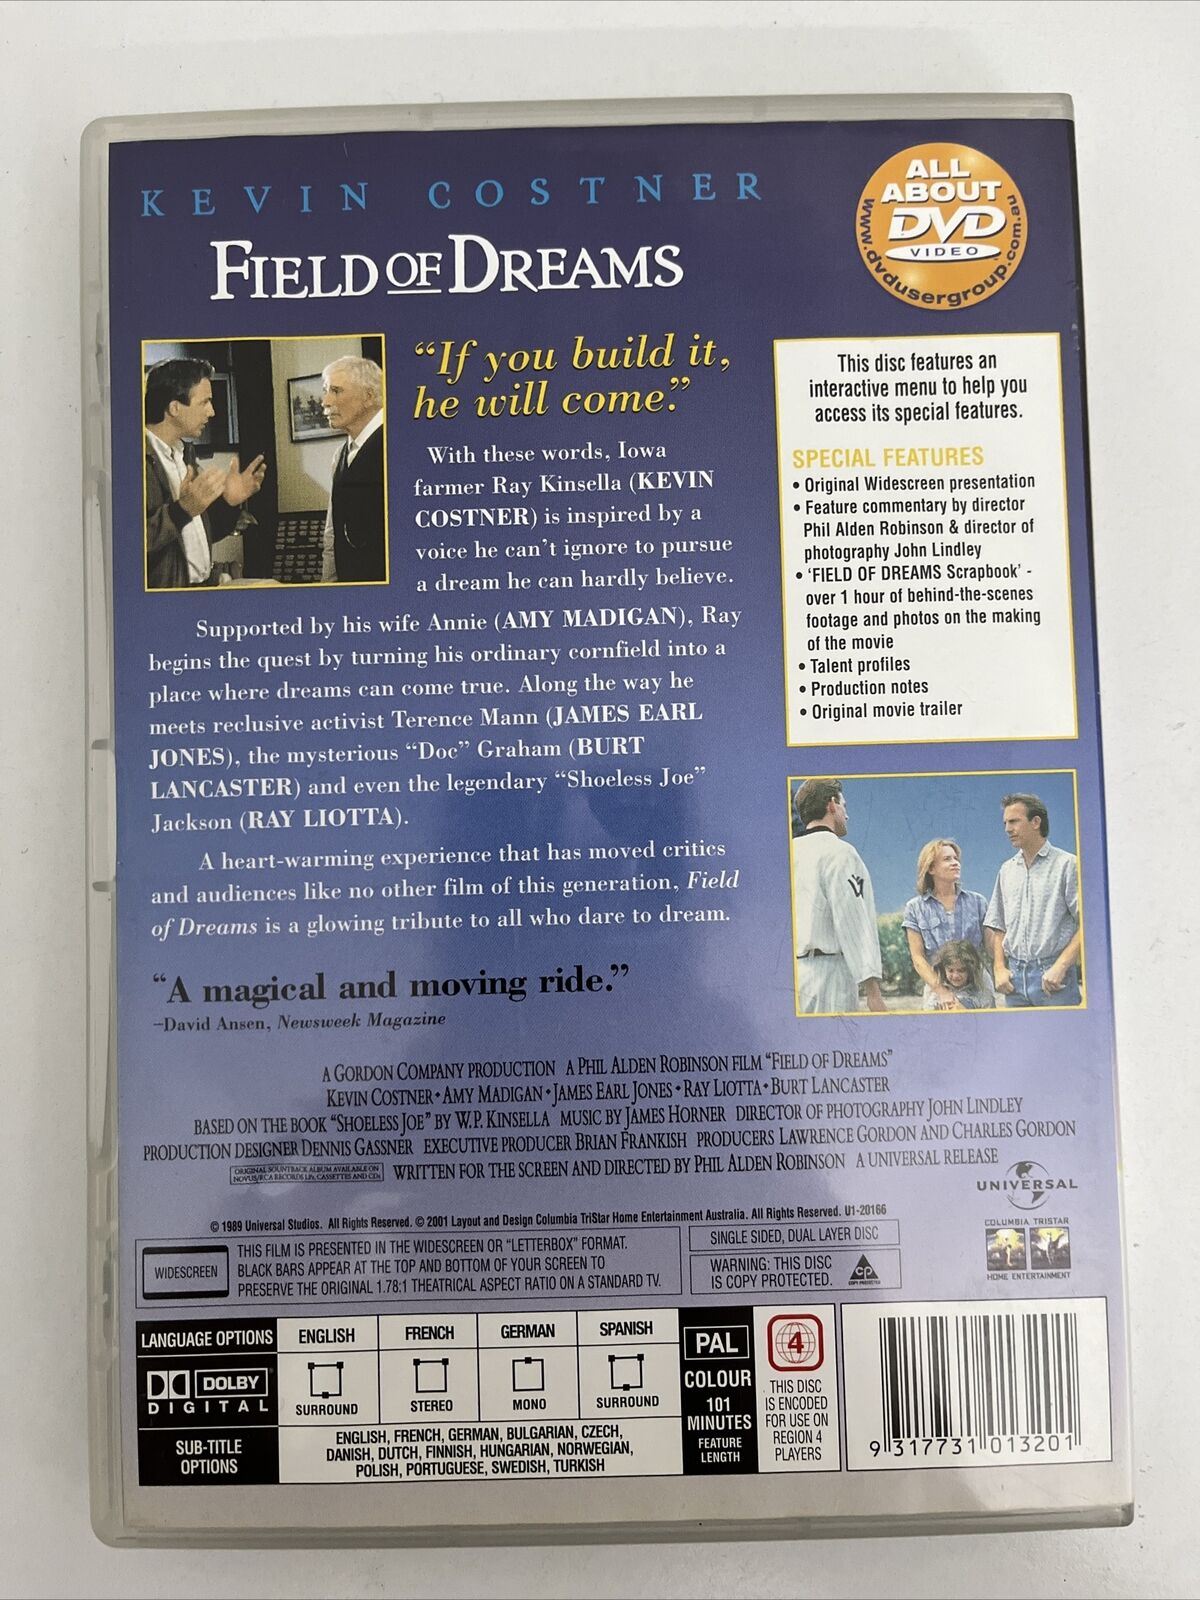 KEVIN COSTNER
FIELD OF DREAMS
ALL
ABOUT
DVD
VIDEO
www.dvdusergroup.com.au
"If you build it,
he will come."
With these words, Iowa
farmer Ray Kinsella (KEVIN
COSTNER) is inspired by a
voice he can't ignore to pursue
a dream he can hardly believe.
Supported by his wife Annie (AMY MADIGAN), Ray
begins the quest by turning his ordinary cornfield into a
place where dreams can come true. Along the way he
meets reclusive activist Terence Mann (JAMES EARL
JONES), the mysterious "Doc" Graham (BURT
LANCASTER) and even the legendary "Shoeless Joe"
Jackson (RAY LIOTTA).
A heart-warming experience that has moved critics
and audiences like no other film of this generation, Field
of Dreams is a glowing tribute to all who dare to dream.
"A magical and moving ride."
–David Ansen, Newsweek Magazine
This disc features an
interactive menu to help you
access its special features.
SPECIAL FEATURES
• Original Widescreen presentation
• Feature commentary by director
Phil Alden Robinson & director of
photography John Lindley
• 'FIELD OF DREAMS Scrapbook' -
over 1 hour of behind-the-scenes
footage and photos on the making
of the movie
• Talent profiles
• Production notes
• Original movie trailer
A GORDON COMPANY PRODUCTION A PHIL ALDEN ROBINSON FILM "FIELD OF DREAMS"
KEVIN COSTNER • AMY MADIGAN • JAMES EARL JONES • RAY LIOTTA • BURT LANCASTER
BASED ON THE BOOK "SHOELESS JOE" BY W.P. KINSELLA MUSIC BY JAMES HORNER DIRECTOR OF PHOTOGRAPHY JOHN LINDLEY
PRODUCTION DESIGNER DENNIS GASSNER EXECUTIVE PRODUCER BRIAN FRANKISH PRODUCERS LAWRENCE GORDON AND CHARLES GORDON
ORIGINAL SOUNDTRACK ALBUM AVAILABLE ON
NOVUS/RCA RECORDS LPs, CASSETTES AND CDs
WRITTEN FOR THE SCREEN AND DIRECTED BY PHIL ALDEN ROBINSON A UNIVERSAL RELEASE
UNIVERSAL
© 1989 Universal Studios. All Rights Reserved. © 2001 Layout and Design Columbia TriStar Home Entertainment Australia. All Rights Reserved. U1-20166
COLUMBIA TRISTAR
HOME ENTERTAINMENT
WIDESCREEN
THIS FILM IS PRESENTED IN THE WIDESCREEN OR "LETTERBOX" FORMAT.
BLACK BARS APPEAR AT THE TOP AND BOTTOM OF YOUR SCREEN TO
PRESERVE THE ORIGINAL 1.78:1 THEATRICAL ASPECT RATIO ON A STANDARD TV.
SINGLE SIDED, DUAL LAYER DISC
WARNING: THIS DISC
IS COPY PROTECTED.
CP
COPY PROTECTED
LANGUAGE OPTIONS
ENGLISH
FRENCH
GERMAN
SPANISH
DOLBY
DIGITAL
SURROUND
STEREO
MONO
SURROUND
SUB-TITLE
OPTIONS
ENGLISH, FRENCH, GERMAN, BULGARIAN, CZECH,
DANISH, DUTCH, FINNISH, HUNGARIAN, NORWEGIAN,
POLISH, PORTUGUESE, SWEDISH, TURKISH
PAL
COLOUR
101
MINUTES
FEATURE
LENGTH
4
THIS DISC
IS ENCODED
FOR USE ON
REGION 4
PLAYERS
9 317731 013201